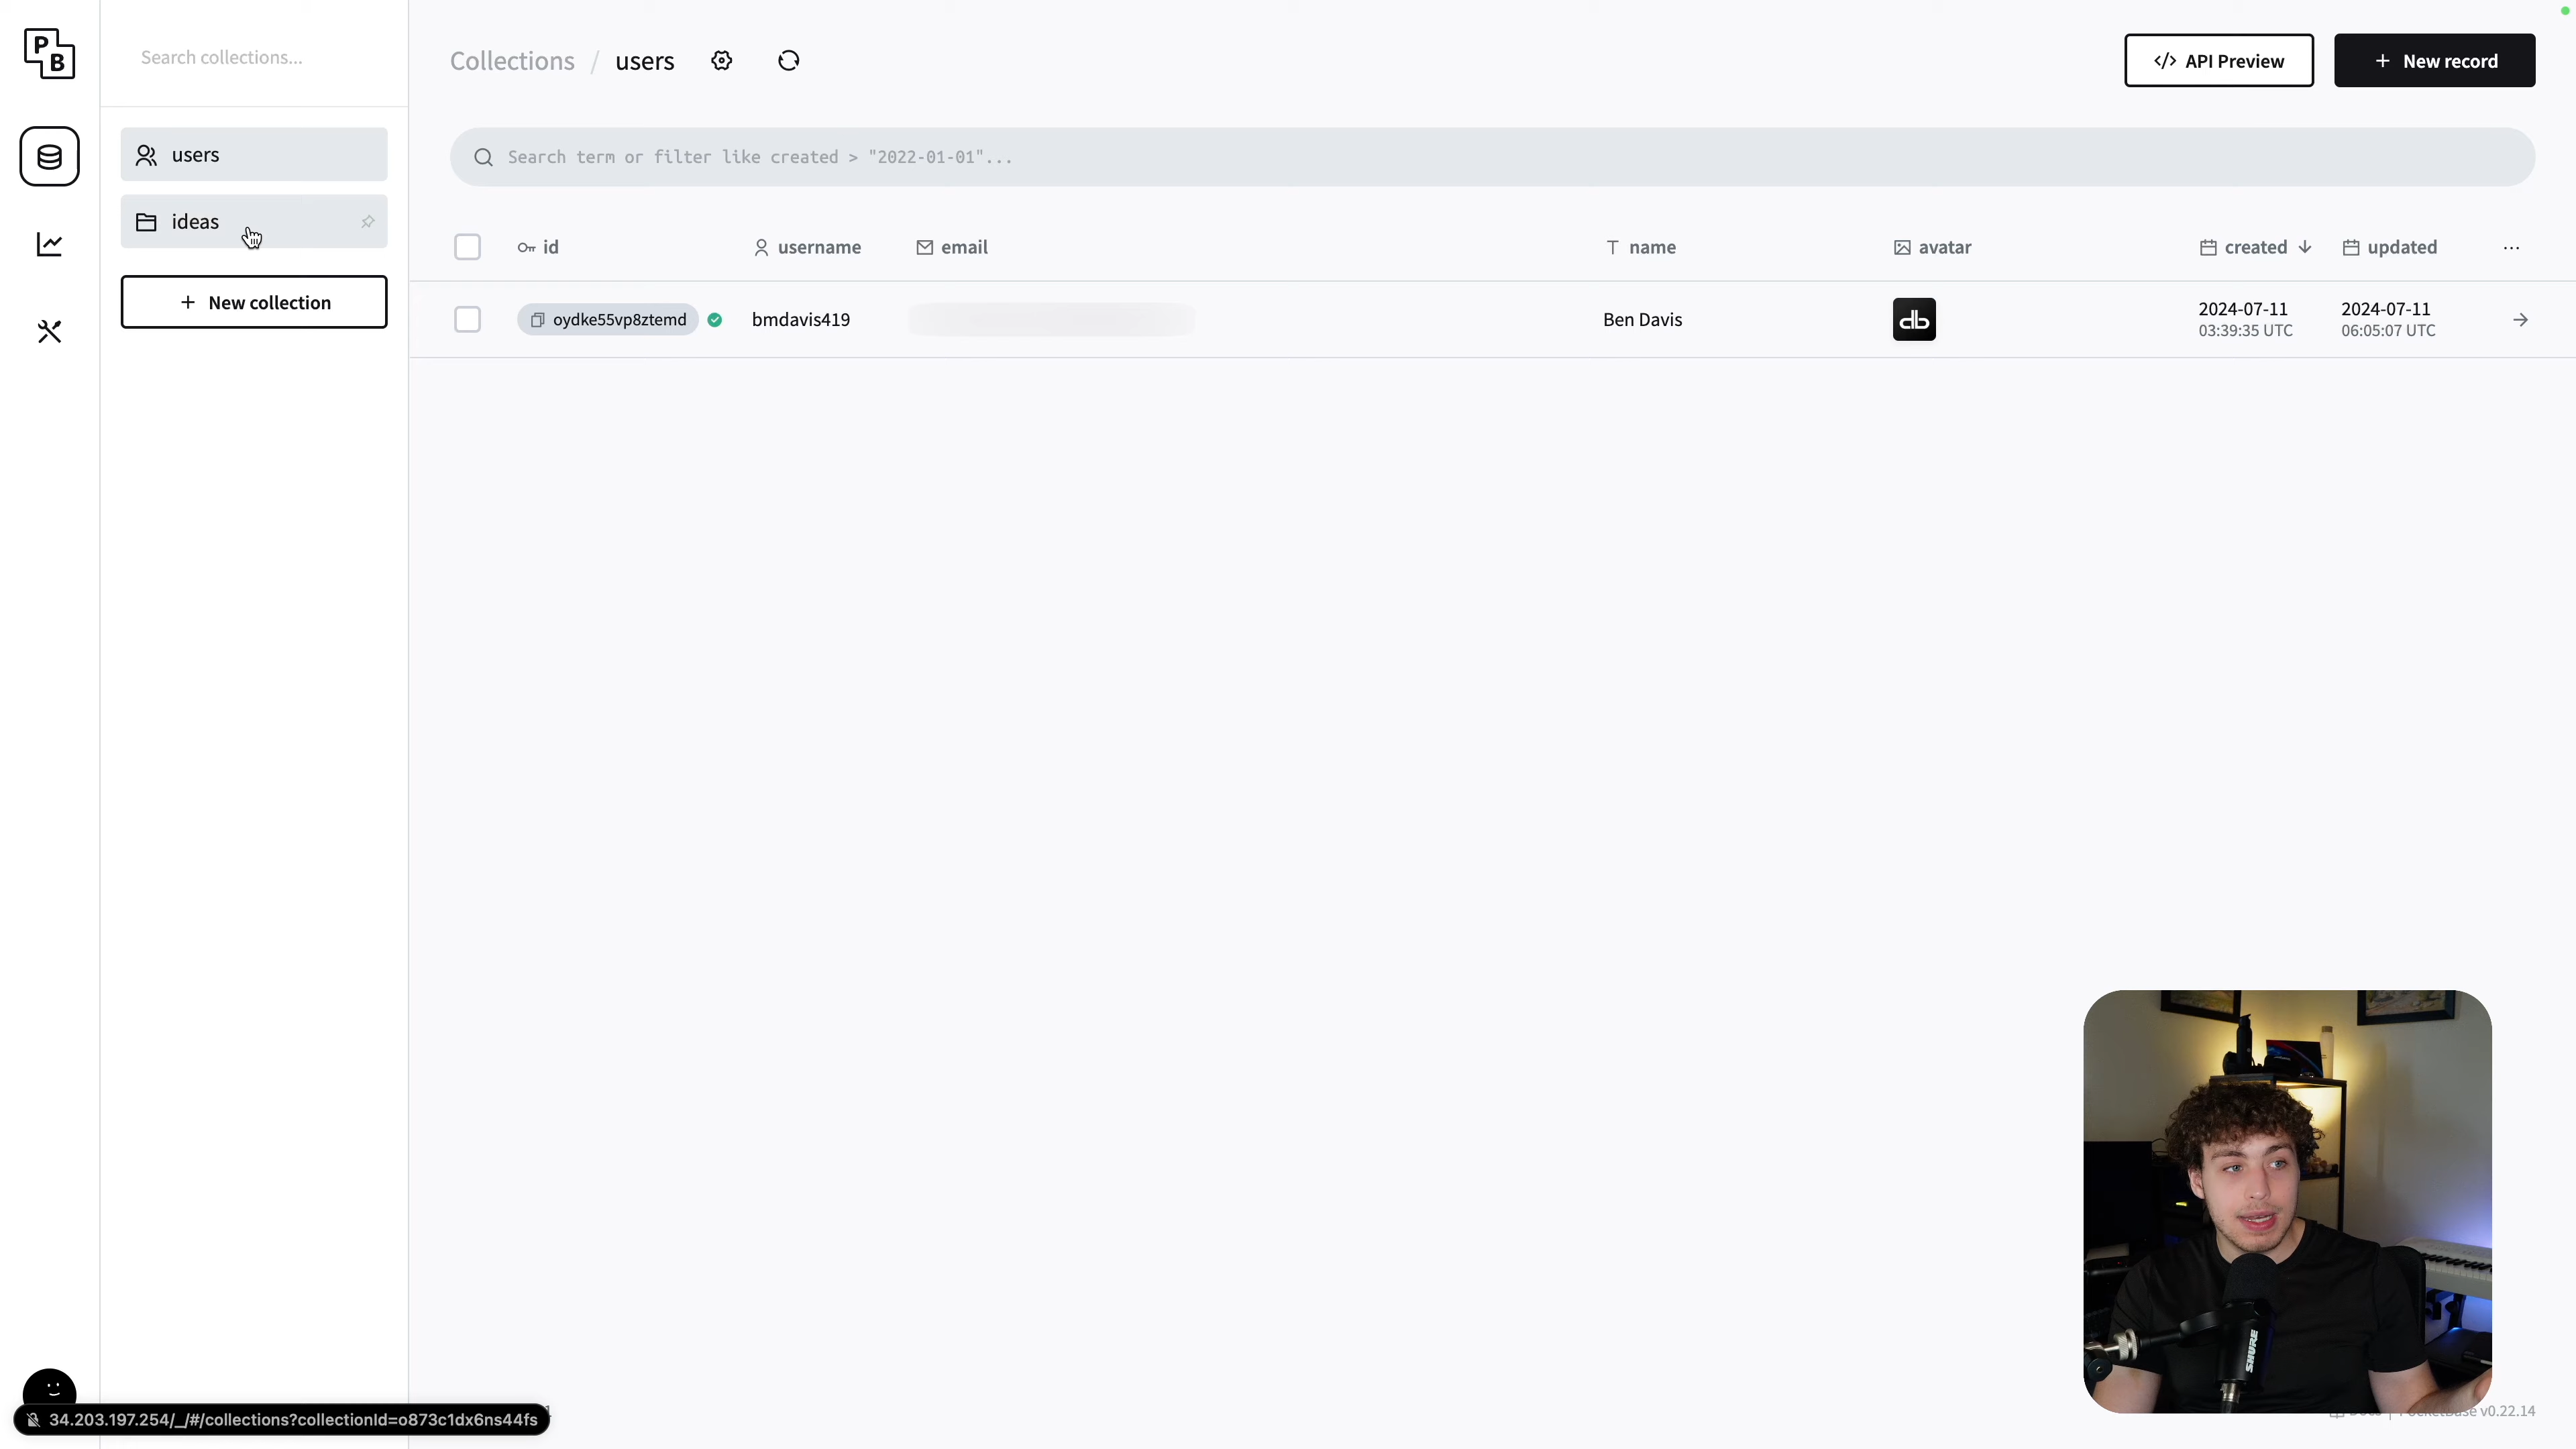 P
B
Search collections...
users
ideas
+ New collection
Collections / users
</> API Preview
+ New record
Search term or filter like created > "2022-01-01"...
id
username
email
T name
avatar
created
updated
...
oydke55vp8ztemd
bmdavis419
Ben Davis
db
2024-07-11
03:39:35 UTC
2024-07-11
06:05:07 UTC
SHURE
34.203.197.254/_/#/collections?collectionId=o873c1dx6ns44fs
PocketBase v0.22.14